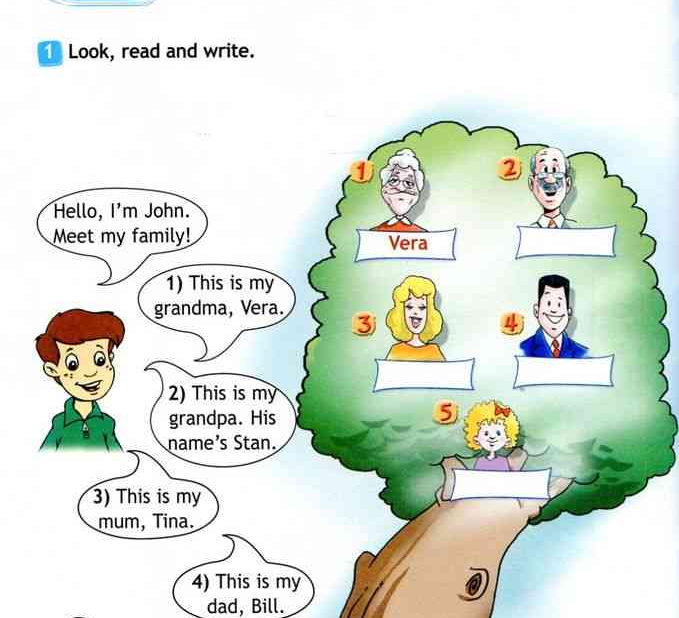 1 Look, read and write.
Hello, I'm John.
Meet my family!
1) This is my
grandma, Vera.
2) This is my
grandpa. His
name's Stan.
3) This is my
mum, Tina.
4) This is my
dad, Bill.
1
Vera
2
3
4
5